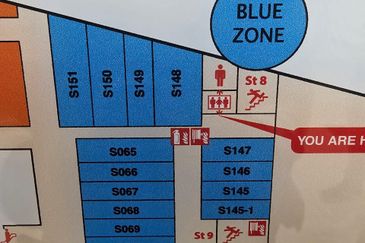 BLUE
ZONE
S151
S150
S149
S148
St 8
YOU ARE H
S065
S066
S067
S068
S069
S147
S146
S145
S145-1
St 9